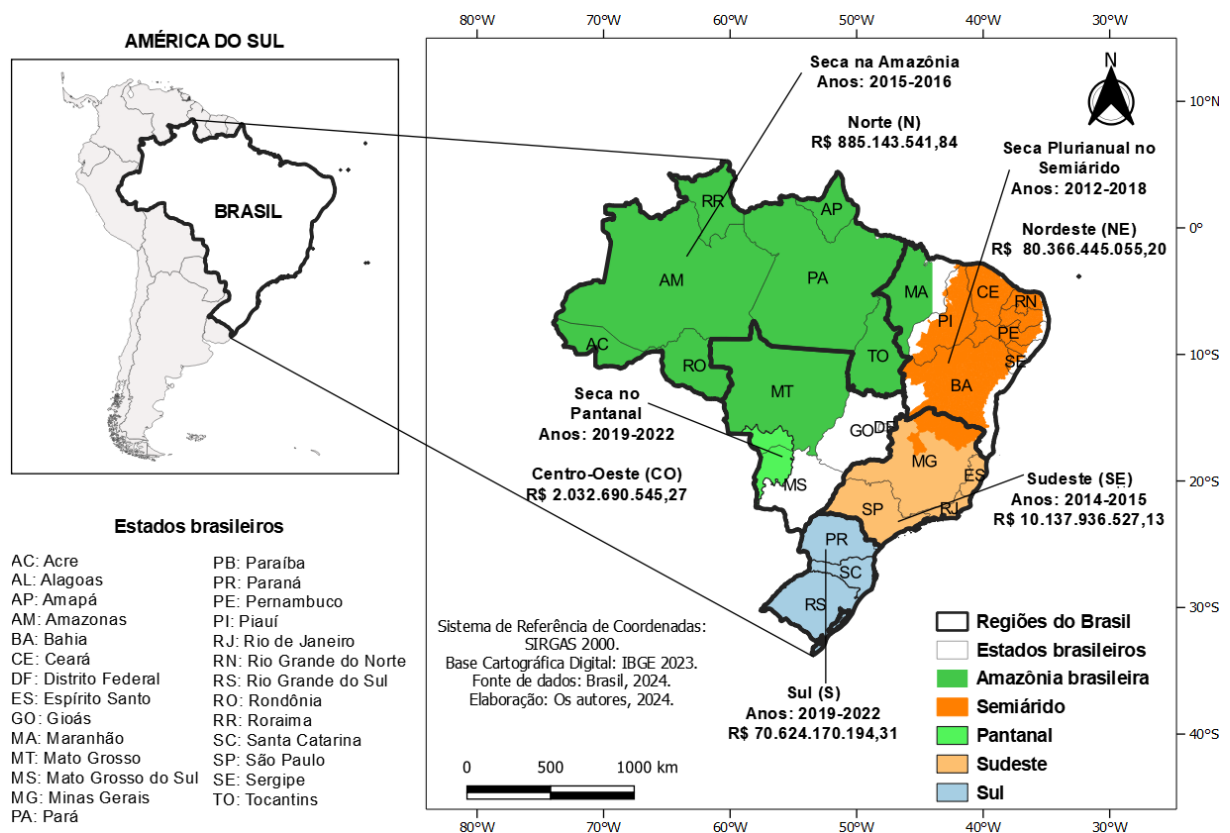 AMÉRICA DO SUL
BRASIL
80°W 70°W 60°W 50°W 40°W 30°W
10°N
0°
10°S
20°S
30°S
40°S
80°W 70°W 60°W 50°W 40°W 30°W
N
Seca na Amazônia
Anos: 2015-2016
Norte (N)
R$ 885.143.541,84
Seca Plurianual no
Semiárido
Anos: 2012-2018
Nordeste (NE)
R$ 80.366.445.055,20
Seca no
Pantanal
Anos: 2019-2022
Centro-Oeste (CO)
R$ 2.032.690.545,27
Sudeste (SE)
Anos: 2014-2015
R$ 10.137.936.527,13
Sul (S)
Anos: 2019-2022
R$ 70.624.170.194,31
RR
AP
AM
PA
MA
CE
RN
PI
PE
AC
RO
TO
SE
MT
BA
GO
DF
MG
ES
MS
SP
RJ
PR
SC
RS
Estados brasileiros
AC: Acre
AL: Alagoas
AP: Amapá
AM: Amazonas
BA: Bahia
CE: Ceará
DF: Distrito Federal
ES: Espírito Santo
GO: Gioás
MA: Maranhão
MT: Mato Grosso
MS: Mato Grosso do Sul
MG: Minas Gerais
PA: Pará
PB: Paraíba
PR: Paraná
PE: Pernambuco
PI: Piauí
RJ: Rio de Janeiro
RN: Rio Grande do Norte
RS: Rio Grande do Sul
RO: Rondônia
RR: Roraima
SC: Santa Catarina
SP: São Paulo
SE: Sergipe
TO: Tocantins
Sistema de Referência de Coordenadas:
SIRGAS 2000.
Base Cartográfica Digital: IBGE 2023.
Fonte de dados: Brasil, 2024.
Elaboração: Os autores, 2024.
0 500 1000 km
Regiões do Brasil
Estados brasileiros
Amazônia brasileira
Semiárido
Pantanal
Sudeste
Sul